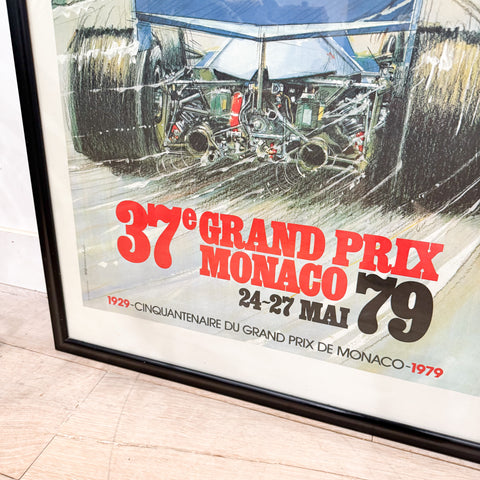 37e GRAND PRIX
MONACO 79
24-27 MAI
1929-CINQUANTENAIRE DU GRAND PRIX DE MONACO-1979